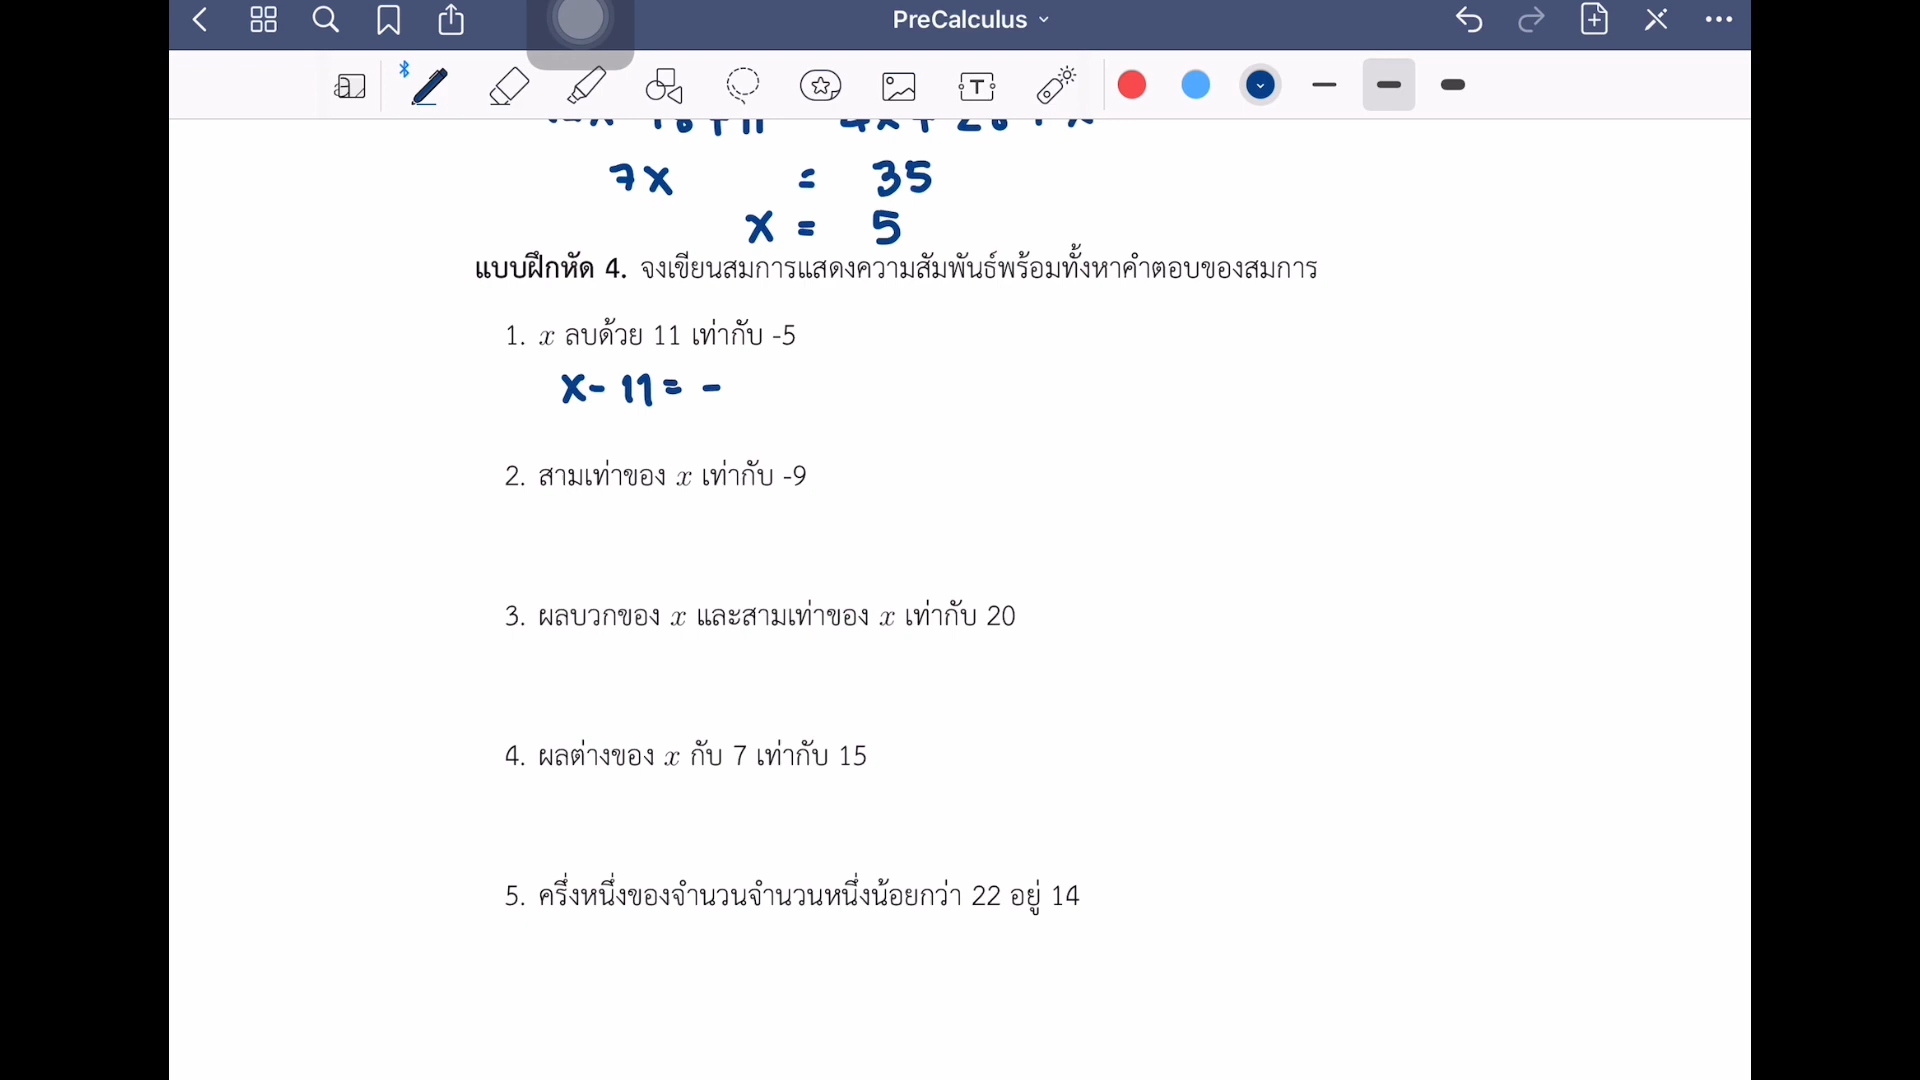 PreCalculus
7x = 35
x = 5
แบบฝึกหัด 4. จงเขียนสมการแสดงความสัมพันธ์พร้อมทั้งหาคำตอบของสมการ
1. x ลบด้วย 11 เท่ากับ -5
x - 11 = -
2. สามเท่าของ x เท่ากับ -9
3. ผลบวกของ x และสามเท่าของ x เท่ากับ 20
4. ผลต่างของ x กับ 7 เท่ากับ 15
5. ครึ่งหนึ่งของจำนวนจำนวนหนึ่งน้อยกว่า 22 อยู่ 14